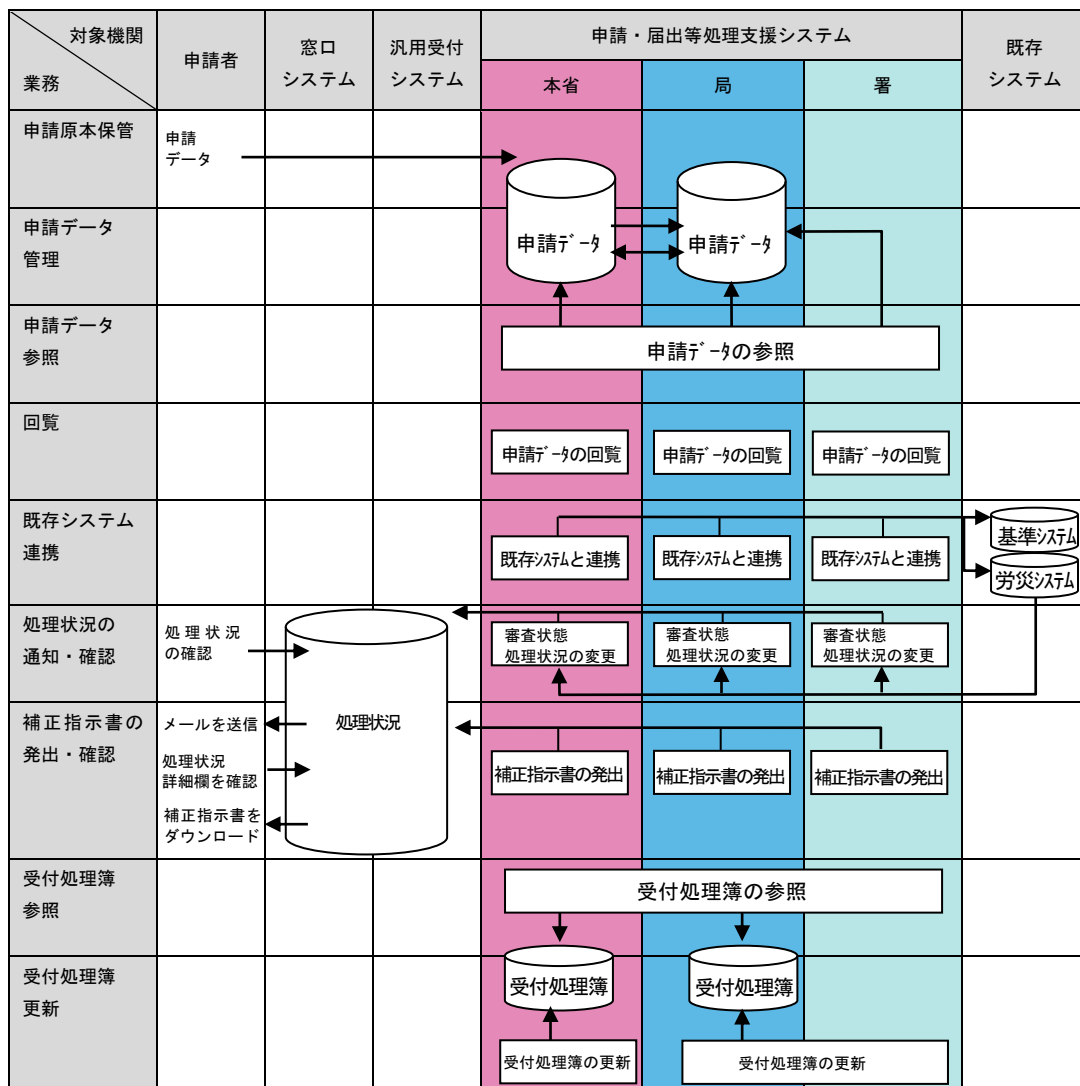 対象機関
業務
申請者
窓口
システム
汎用受付
システム
申請・届出等処理支援システム
本省
局
署
既存
システム
申請原本保管
申請
データ
申請データ
管理
申請ﾃﾞｰﾀ
申請ﾃﾞｰﾀ
申請データ
参照
申請ﾃﾞｰﾀの参照
回覧
申請ﾃﾞｰﾀの回覧
申請ﾃﾞｰﾀの回覧
申請ﾃﾞｰﾀの回覧
既存システム
連携
既存ｼｽﾃﾑと連携
既存ｼｽﾃﾑと連携
既存ｼｽﾃﾑと連携
基準ｼｽﾃﾑ
労災ｼｽﾃﾑ
処理状況の
通知・確認
処理状況
の確認
審査状態
処理状況の変更
審査状態
処理状況の変更
審査状態
処理状況の変更
補正指示書の
発出・確認
メールを送信
処理状況
詳細欄を確認
補正指示書を
ダウンロード
処理状況
補正指示書の発出
補正指示書の発出
補正指示書の発出
受付処理簿
参照
受付処理簿の参照
受付処理簿
更新
受付処理簿
受付処理簿
受付処理簿の更新
受付処理簿の更新